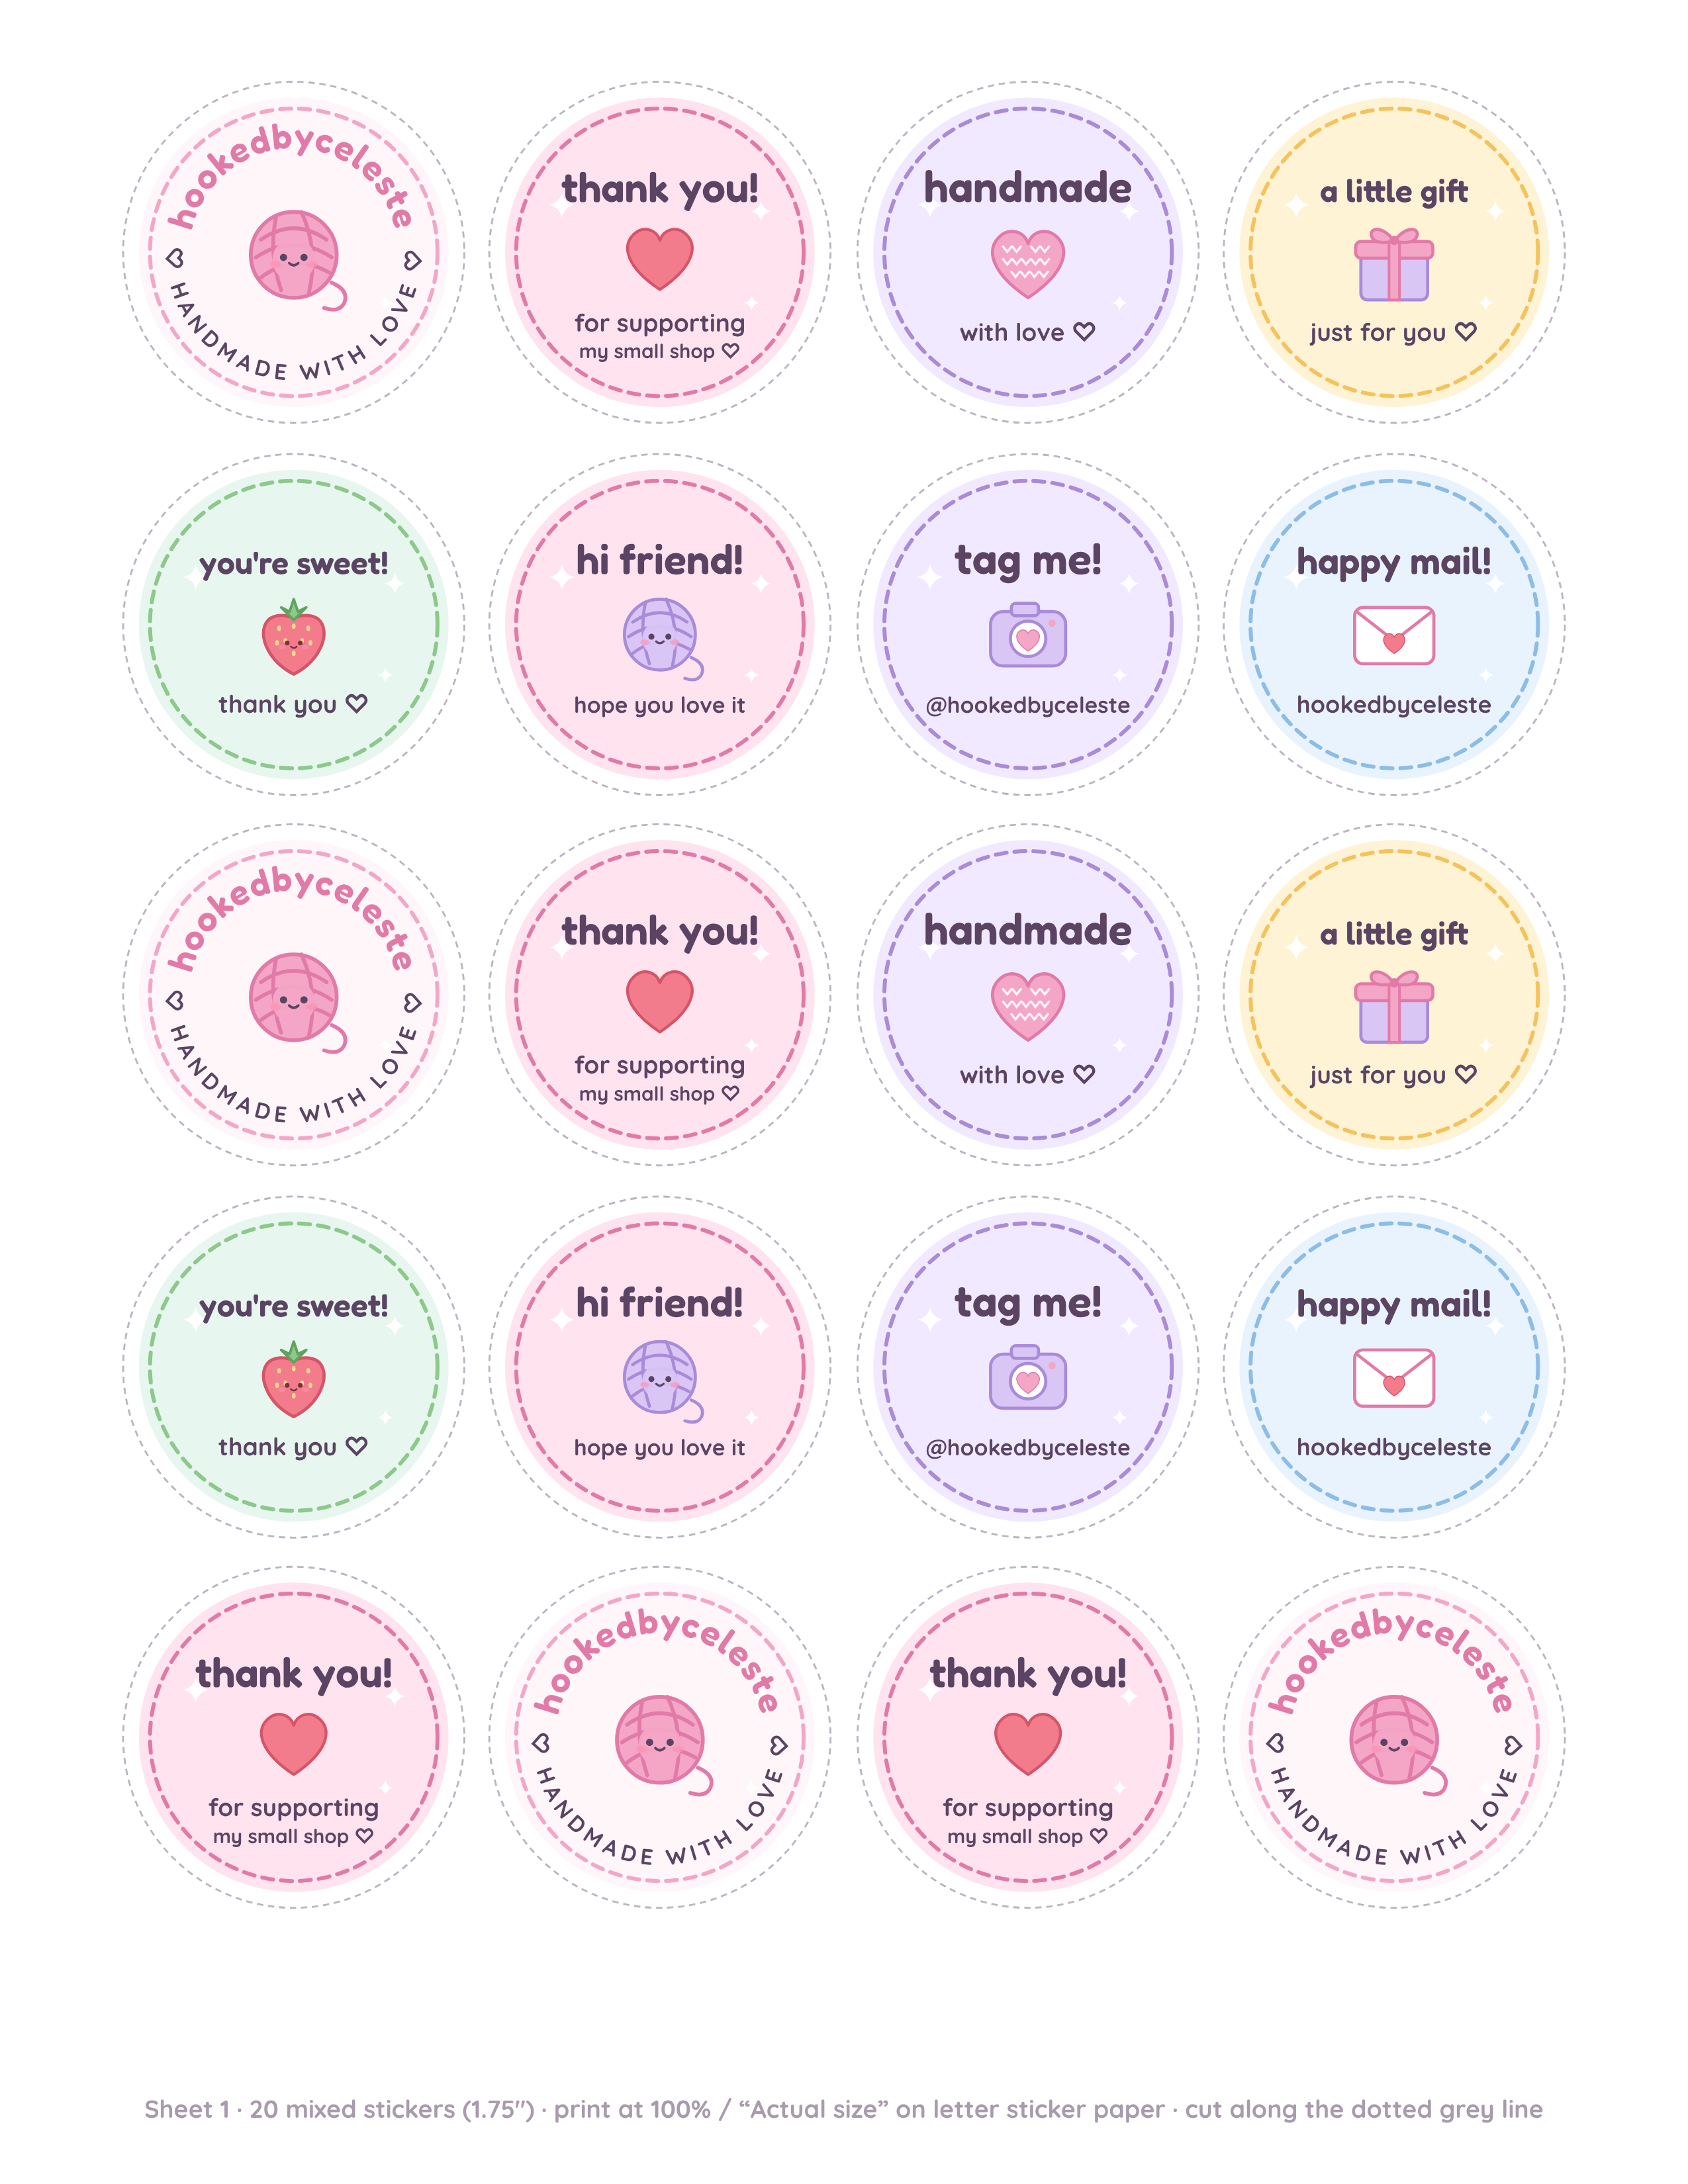 hookedbyceleste
♡ HANDMADE WITH LOVE ♡
thank you!
for supporting
my small shop ♡
handmade
with love ♡
a little gift
just for you ♡
you're sweet!
thank you ♡
hi friend!
hope you love it
tag me!
@hookedbyceleste
happy mail!
hookedbyceleste
hookedbyceleste
♡ HANDMADE WITH LOVE ♡
thank you!
for supporting
my small shop ♡
handmade
with love ♡
a little gift
just for you ♡
you're sweet!
thank you ♡
hi friend!
hope you love it
tag me!
@hookedbyceleste
happy mail!
hookedbyceleste
thank you!
for supporting
my small shop ♡
hookedbyceleste
♡ HANDMADE WITH LOVE ♡
thank you!
for supporting
my small shop ♡
hookedbyceleste
♡ HANDMADE WITH LOVE ♡
Sheet 1 · 20 mixed stickers (1.75″) · print at 100% / “Actual size” on letter sticker paper · cut along the dotted grey line